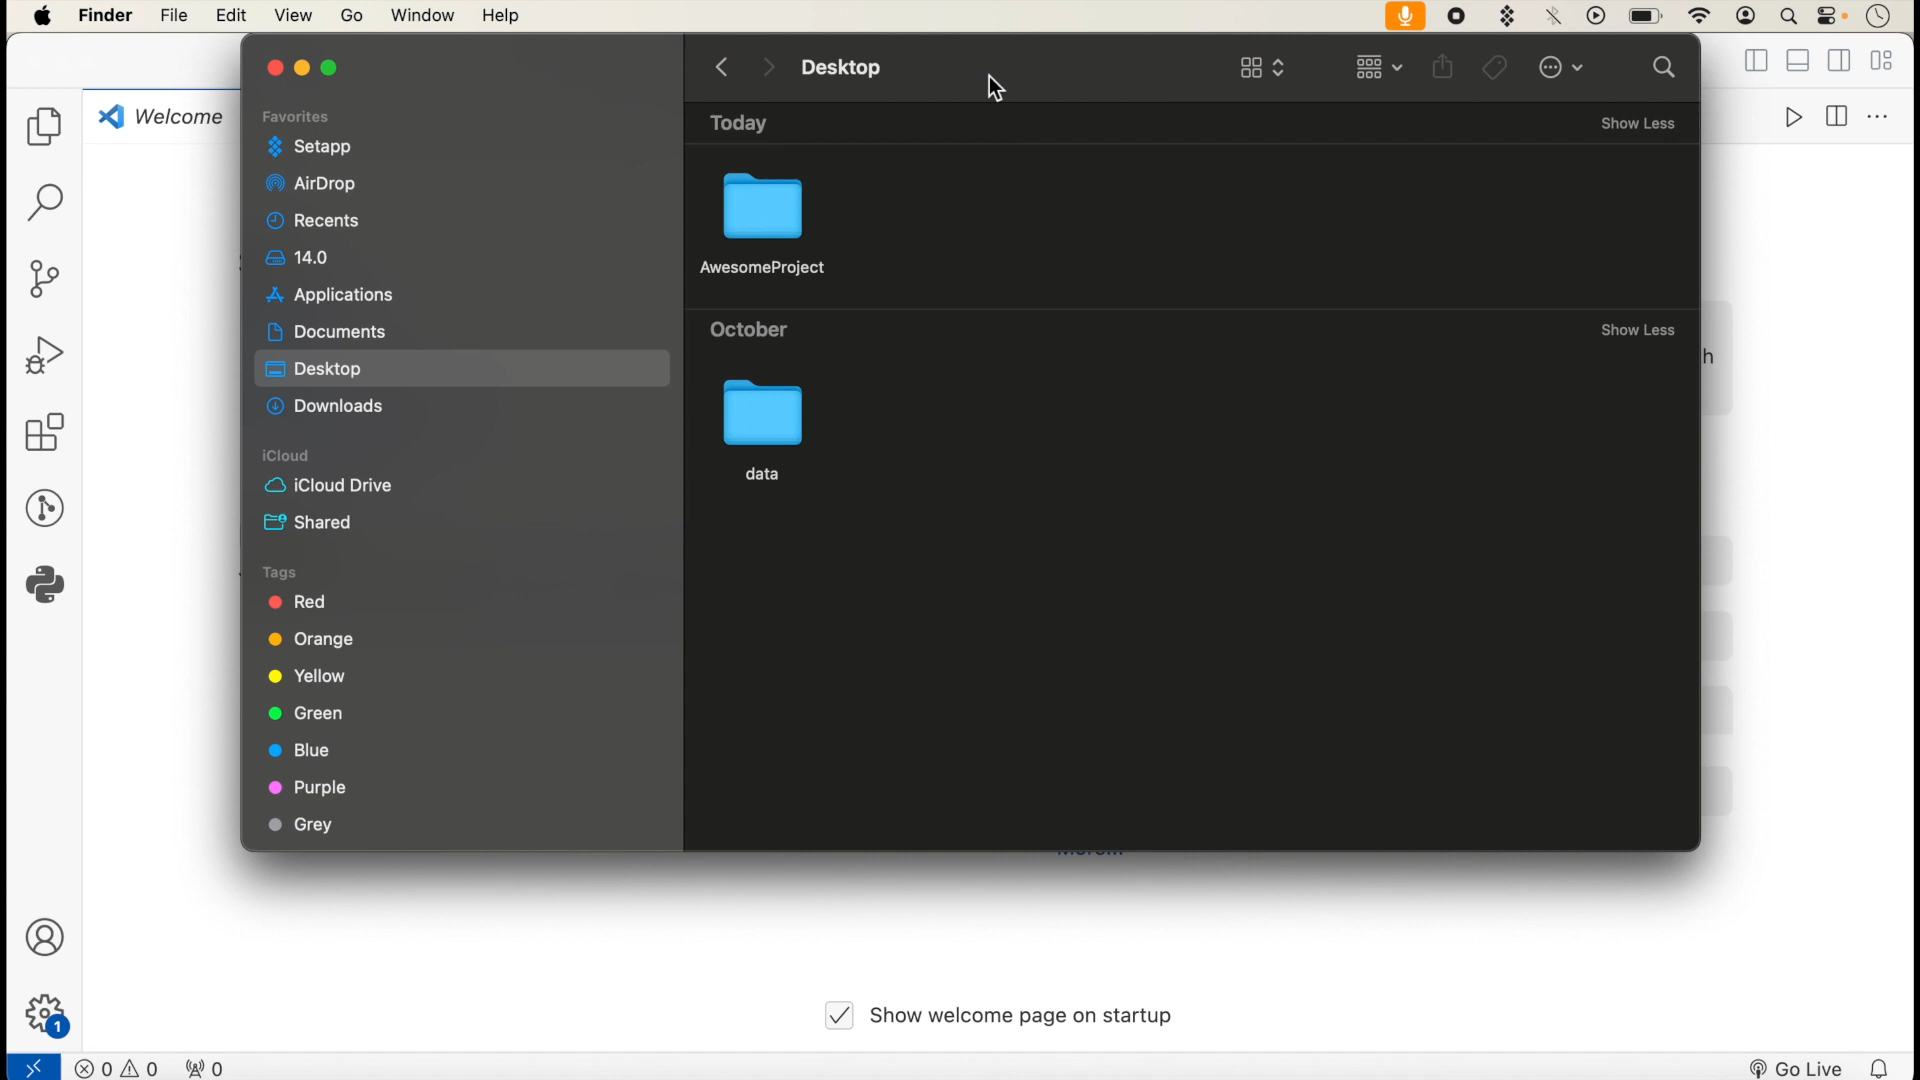 Finder File Edit View Go Window Help
Welcome
Desktop
Favorites
Setapp
AirDrop
Recents
14.0
Applications
Documents
Desktop
Downloads
iCloud
iCloud Drive
Shared
Tags
Red
Orange
Yellow
Green
Blue
Purple
Grey
Today Show Less
AwesomeProject
October Show Less
data
h
Show welcome page on startup
1
0 0 0 Go Live